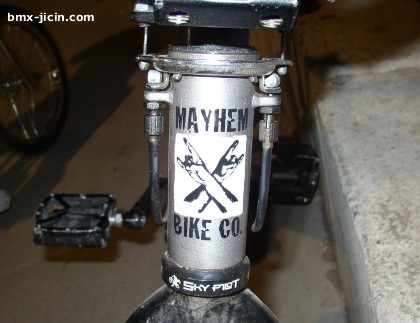 bmx-jicin.com
MAYHEM
BIKE CO.
SKY PILOT